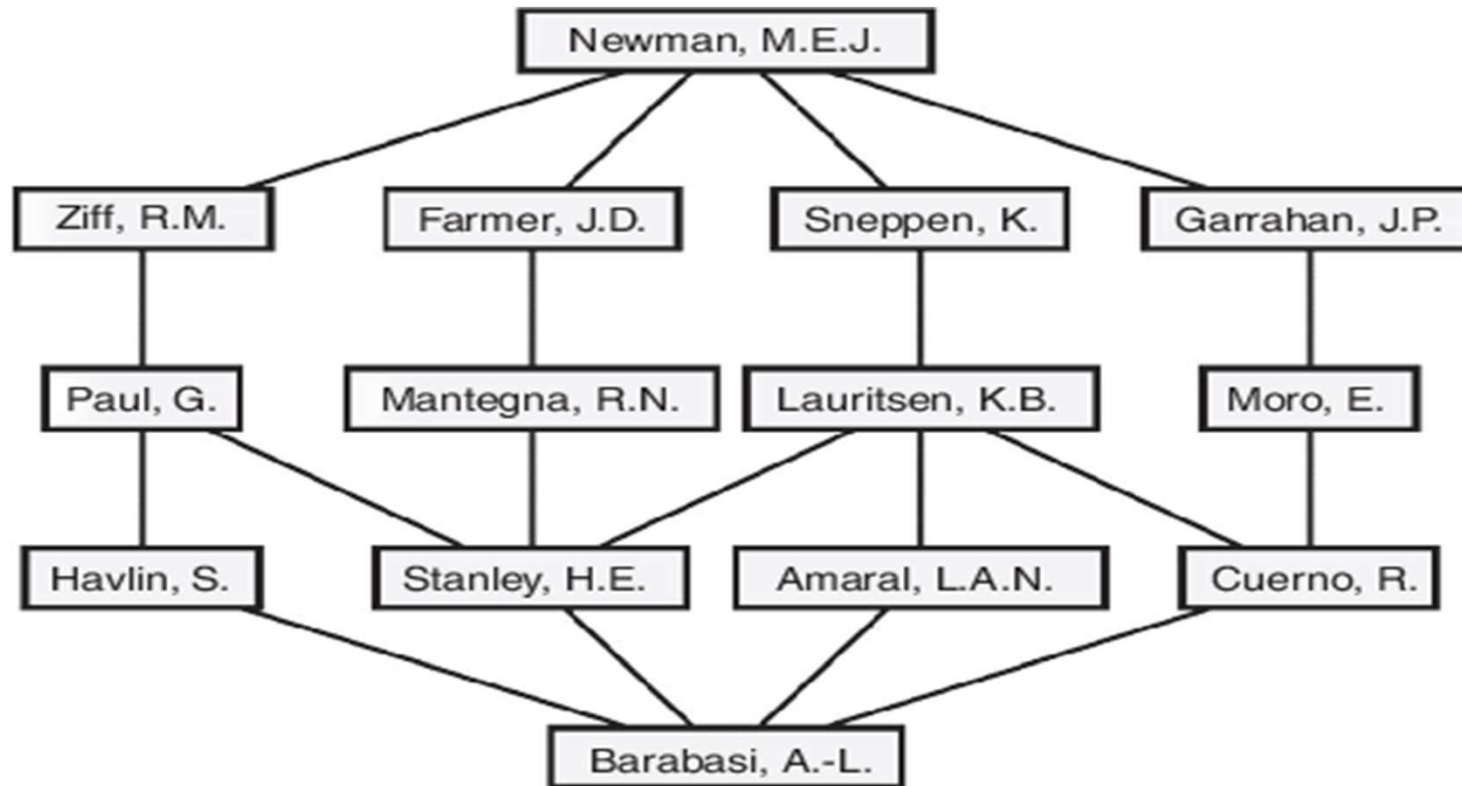 Newman, M.E.J.
Ziff, R.M.
Farmer, J.D.
Sneppen, K.
Garrahan, J.P.
Paul, G.
Mantegna, R.N.
Lauritsen, K.B.
Moro, E.
Havlin, S.
Stanley, H.E.
Amaral, L.A.N.
Cuerno, R.
Barabasi, A.-L.